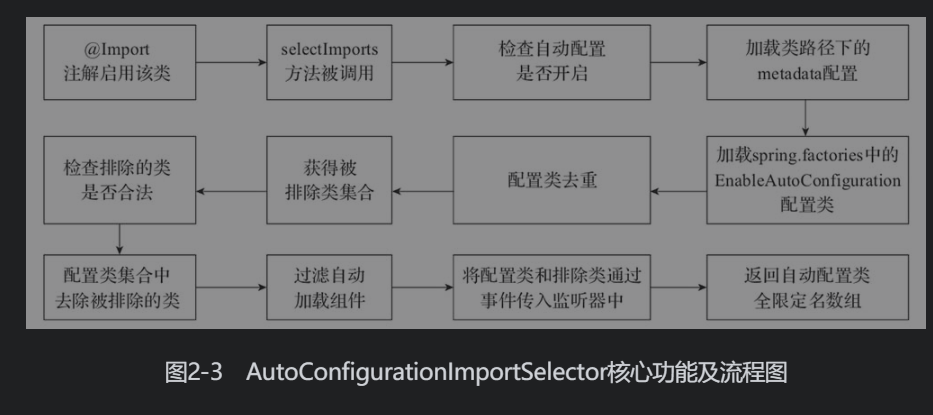 @Import
注解启用该类
selectImports
方法被调用
检查自动配置
是否开启
加载类路径下的
metadata配置
加载spring.factories中的
EnableAutoConfiguration
配置类
配置类去重
获得被
排除类集合
检查排除的类
是否合法
配置类集合中
去除被排除的类
过滤自动
加载组件
将配置类和排除类通过
事件传入监听器中
返回自动配置类
全限定名数组
图2-3 AutoConfigurationImportSelector核心功能及流程图